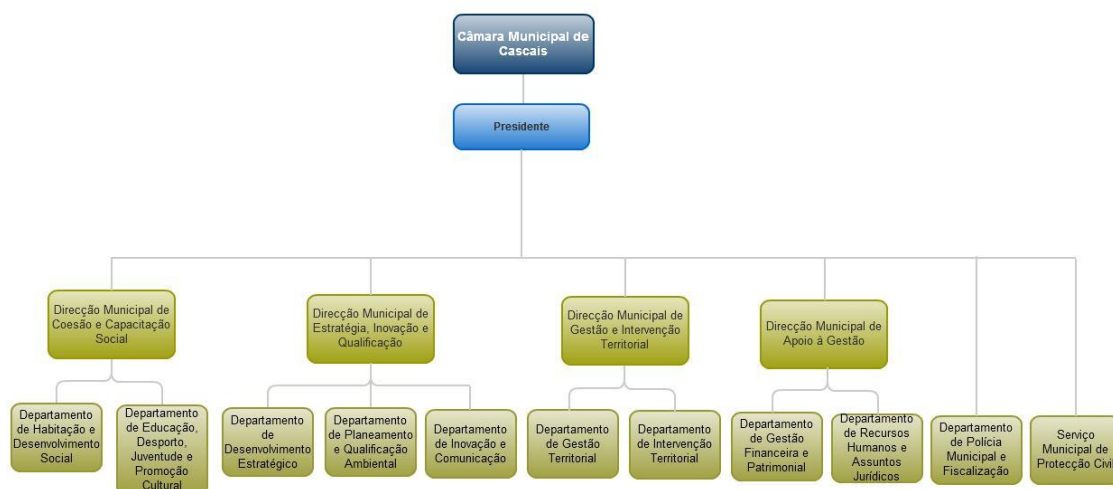 Câmara Municipal de
Cascais
Presidente
Direcção Municipal de
Coesão e Capacitação
Social
Direcção Municipal de
Estratégia, Inovação e
Qualificação
Direcção Municipal de
Gestão e Intervenção
Territorial
Direcção Municipal de
Apoio à Gestão
Departamento
de Habitação e
Desenvolvimento
Social
Departamento
de Educação,
Desporto,
Juventude e
Promoção
Cultural
Departamento
de
Desenvolvimento
Estratégico
Departamento
de Planeamento
e Qualificação
Ambiental
Departamento
de Inovação e
Comunicação
Departamento
de Gestão
Territorial
Departamento
de Intervenção
Territorial
Departamento
de Gestão
Financeira e
Patrimonial
Departamento
de Recursos
Humanos e
Assuntos
Jurídicos
Departamento
de Polícia
Municipal e
Fiscalização
Serviço
Municipal de
Protecção Civil